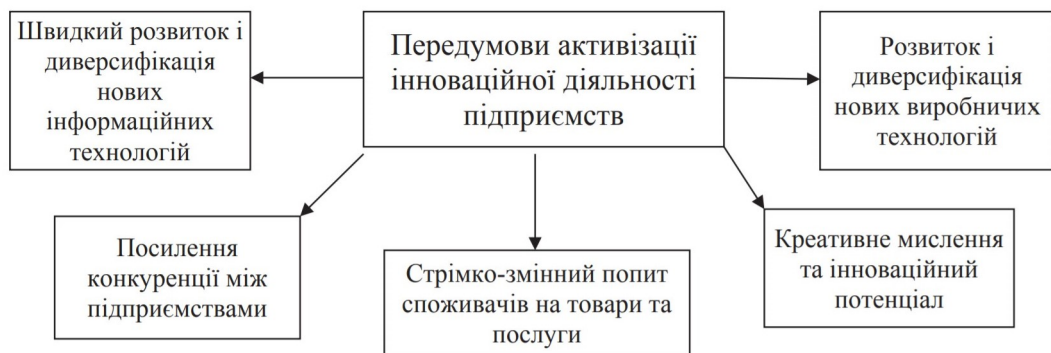 Швидкий розвиток і
диверсифікація
нових
інформаційних
технологій
Передумови активізації
інноваційної діяльності
підприємств
Розвиток і
диверсифікація
нових виробничих
технологій
Посилення
конкуренції між
підприємствами
Стрімко-змінний попит
споживачів на товари та
послуги
Креативне мислення
та інноваційний
потенціал